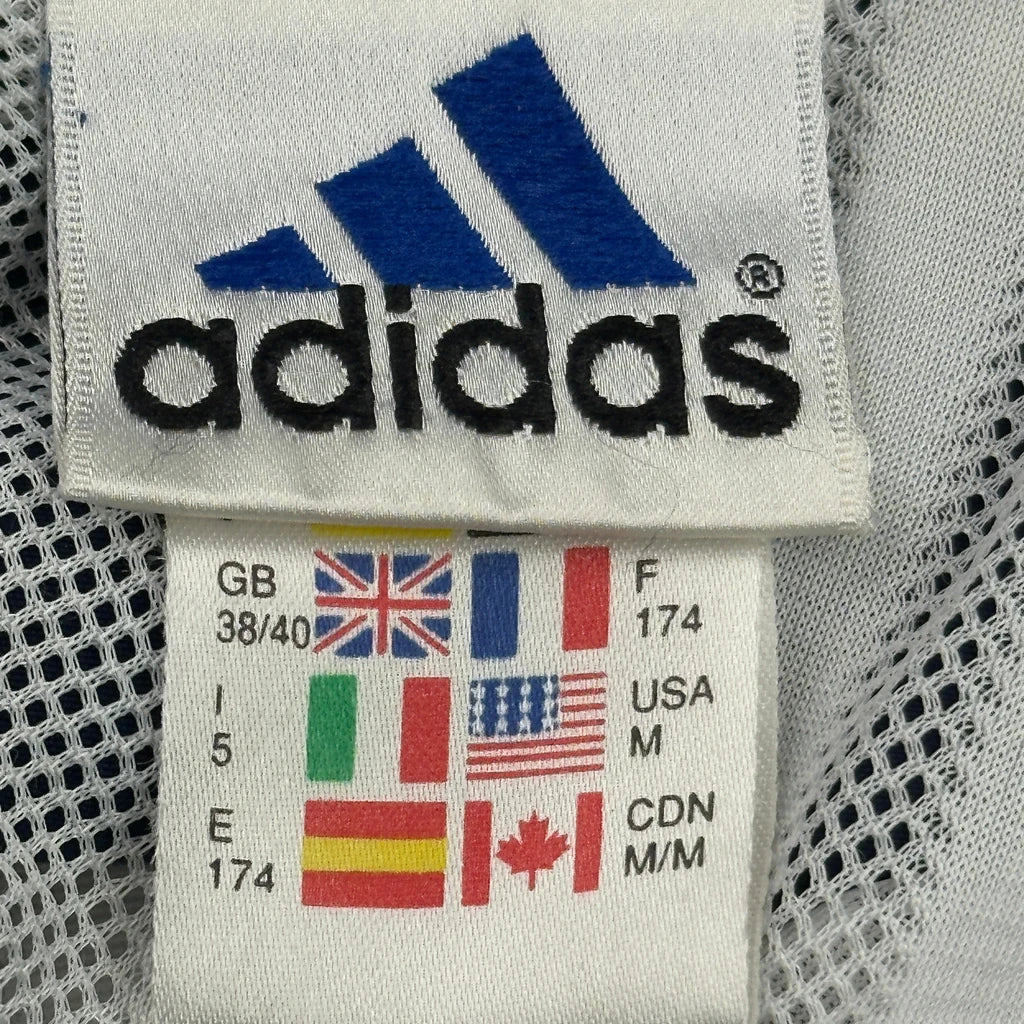 adidas®
GB
38/40
F
174
I
5
USA
M
E
174
CDN
M/M